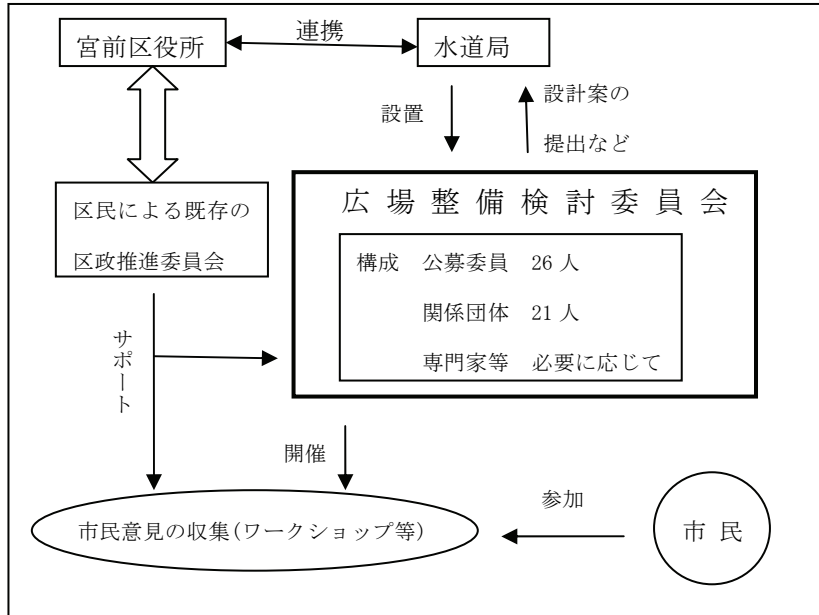 宮前区役所
連携
水道局
設置
設計案の
提出など
区民による既存の
区政推進委員会
広場整備検討委員会
構成 公募委員 26 人
関係団体 21 人
専門家等 必要に応じて
サポート
開催
市民意見の収集(ワークショップ等)
参加
市 民